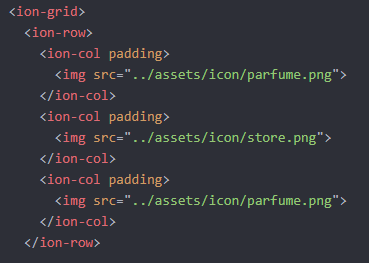 <ion-grid>
<ion-row>
<ion-col padding>
<img src="../assets/icon/parfume.png">
</ion-col>
<ion-col padding>
<img src="../assets/icon/store.png">
</ion-col>
<ion-col padding>
<img src="../assets/icon/parfume.png">
</ion-col>
</ion-row>